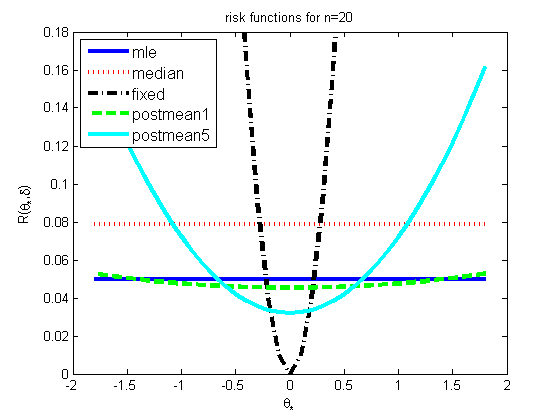 risk functions for n=20
0.18
0.16
0.14
0.12
0.1
0.08
0.06
0.04
0.02
0
R(θ*,δ)
mle
median
fixed
postmean1
postmean5
-2 -1.5 -1 -0.5 0 0.5 1 1.5 2
θ*